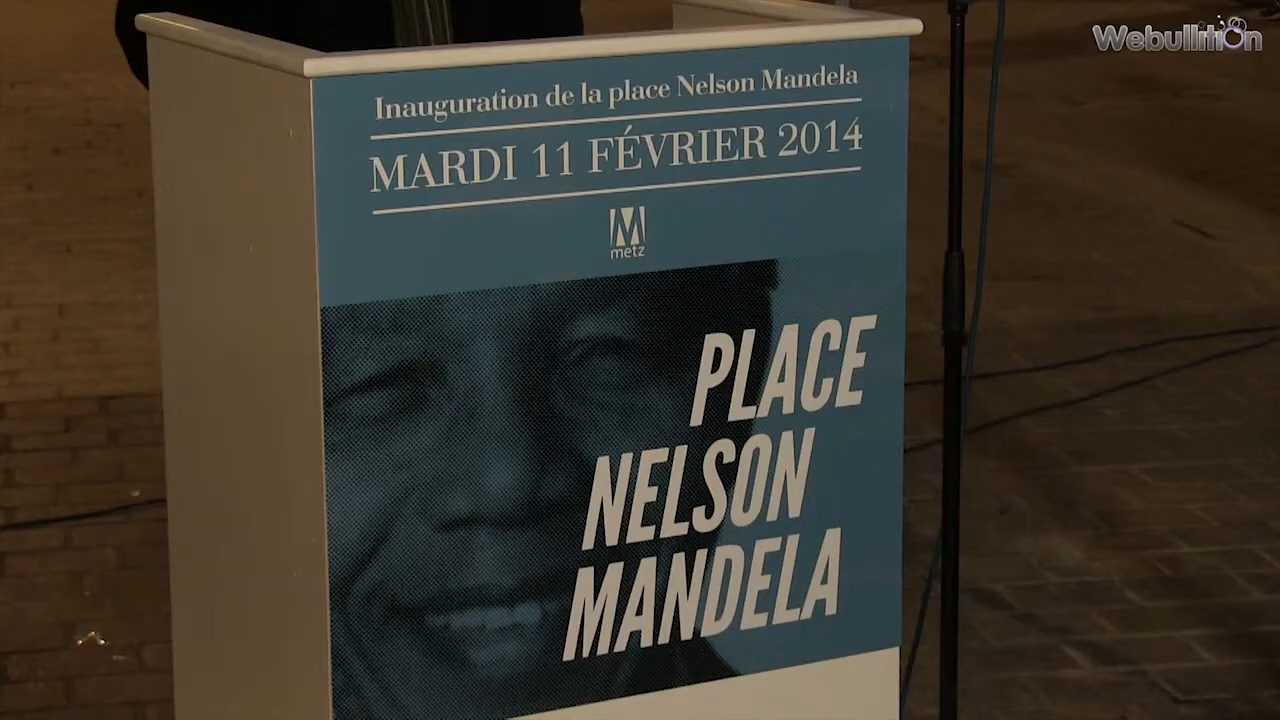 Webullition
Inauguration de la place Nelson Mandela
MARDI 11 FÉVRIER 2014
metz
PLACE
NELSON
MANDELA